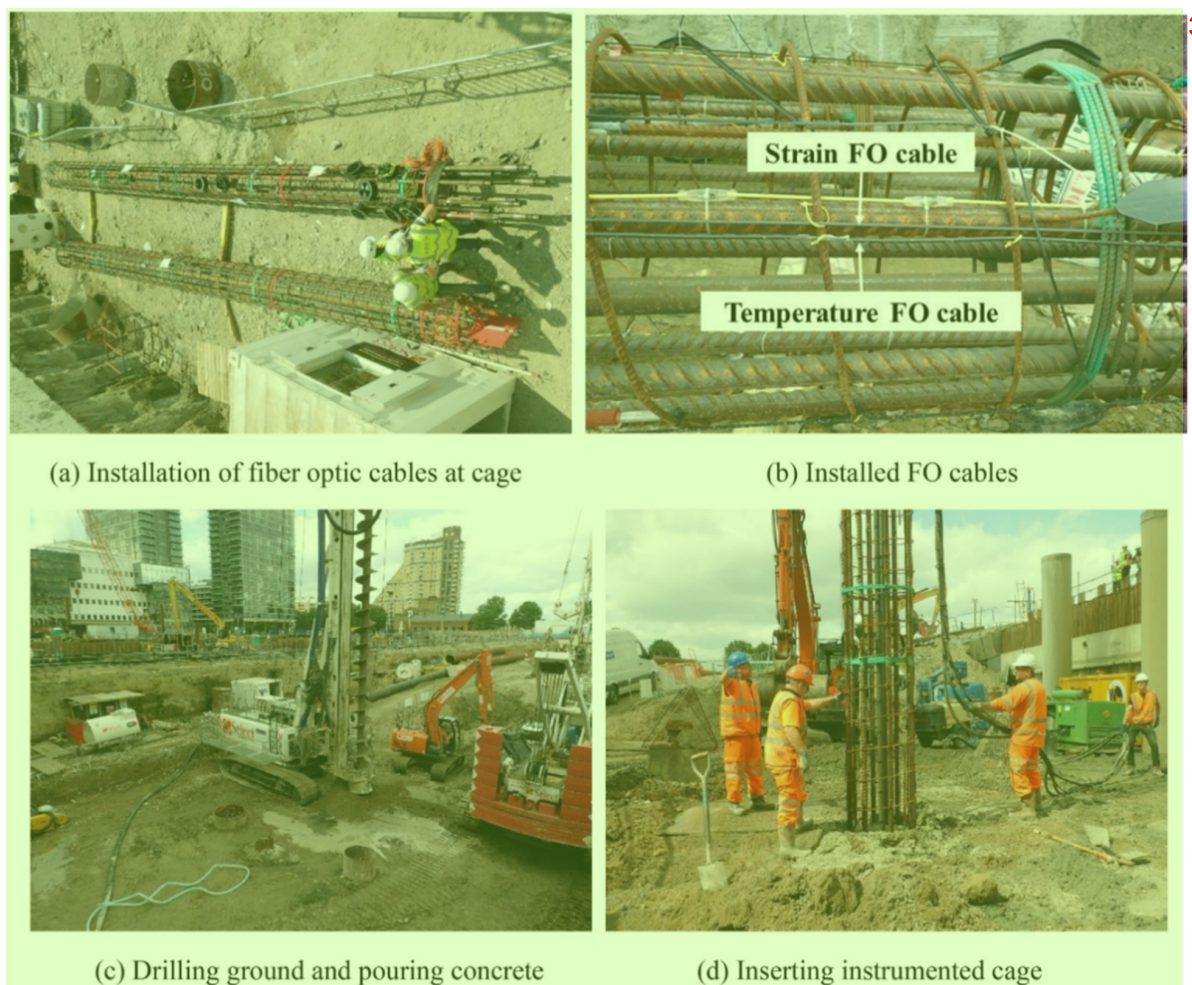 Strain FO cable
Temperature FO cable
(a) Installation of fiber optic cables at cage
(b) Installed FO cables
(c) Drilling ground and pouring concrete
(d) Inserting instrumented cage